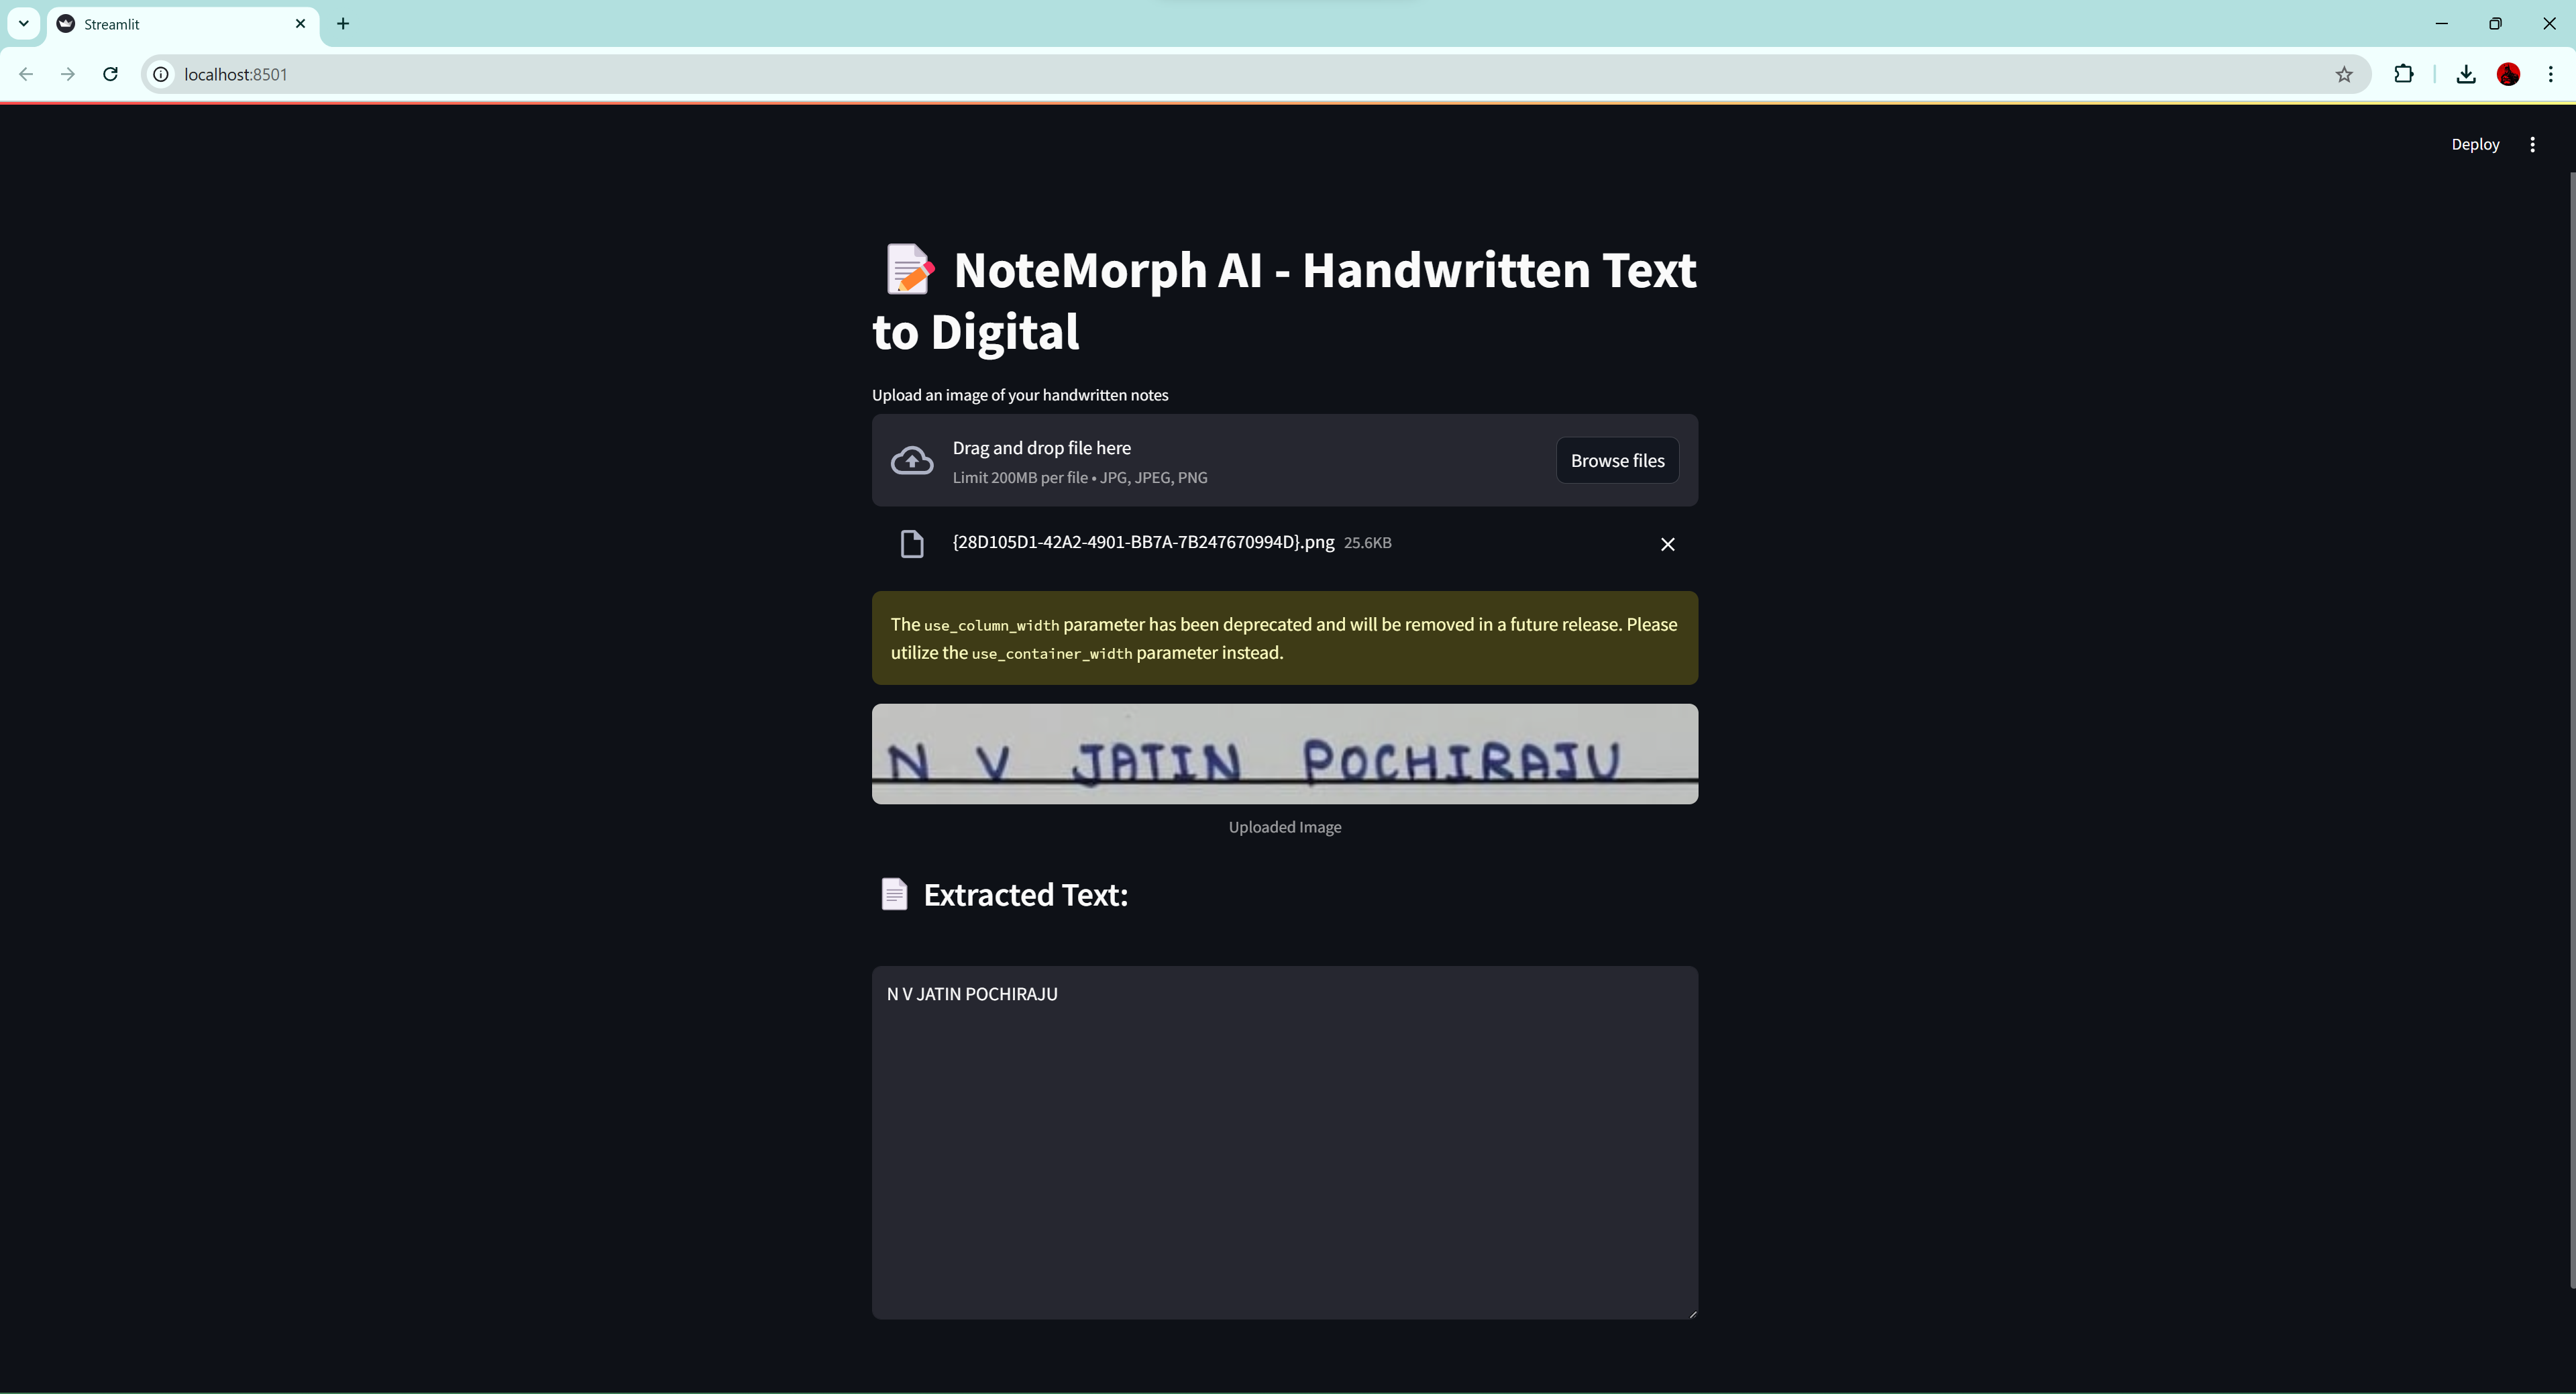 Streamlit
localhost:8501
Deploy
NoteMorph AI - Handwritten Text
to Digital
Upload an image of your handwritten notes
Drag and drop file here
Limit 200MB per file • JPG, JPEG, PNG
Browse files
{28D105D1-42A2-4901-BB7A-7B247670994D}.png 25.6KB
The use_column_width parameter has been deprecated and will be removed in a future release. Please
utilize the use_container_width parameter instead.
N V JATIN POCHIRAJU
Uploaded Image
Extracted Text:
N V JATIN POCHIRAJU